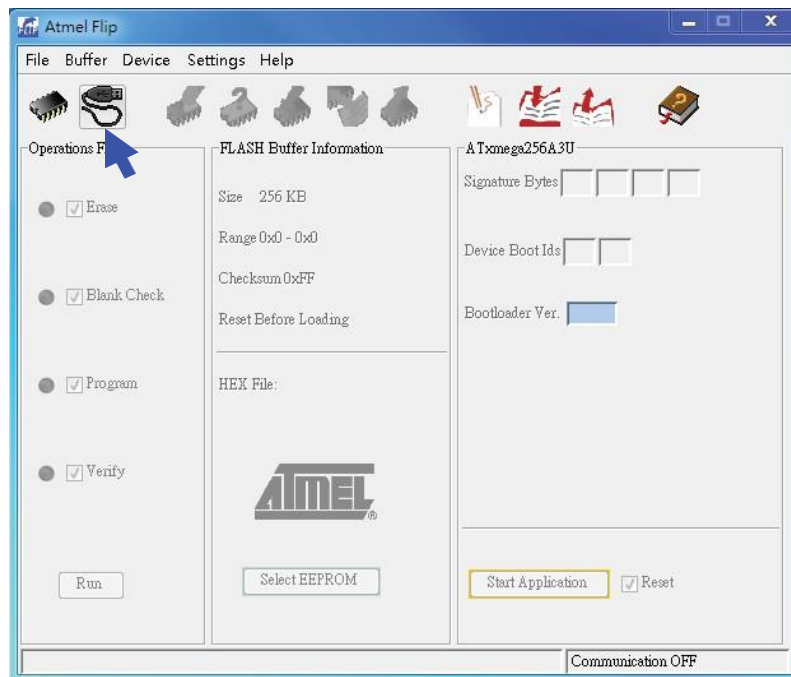 Atmel Flip
File Buffer Device Settings Help
Operations F
Erase
Blank Check
Program
Verify
Run
FLASH Buffer Information
Size 256 KB
Range 0x0 - 0x0
Checksum 0xFF
Reset Before Loading
HEX File:
ATMEL ®
Select EEPROM
ATxmega256A3U
Signature Bytes
Device Boot Ids
Bootloader Ver.
Start Application
Reset
Communication OFF